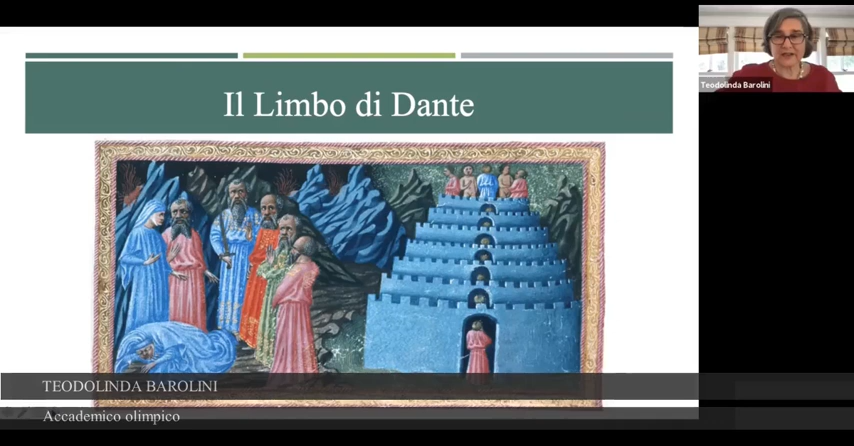 Il Limbo di Dante
Teodolinda Barolini
TEODOLINDA BAROLINI
Accademico olimpico